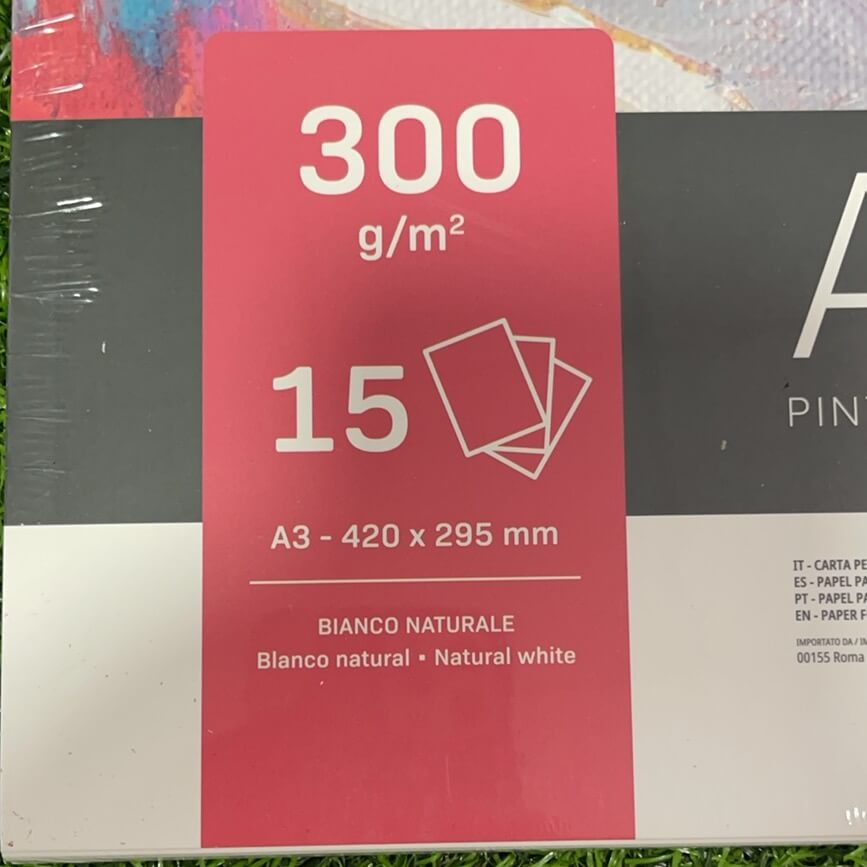 300
g/m²
15
A3 - 420 x 295 mm
BIANCO NATURALE
Blanco natural ▪ Natural white
A
PIN
IT - CARTA PE
ES - PAPEL PA
PT - PAPEL PA
EN - PAPER F
IMPORTATO DA / IM
00155 Roma